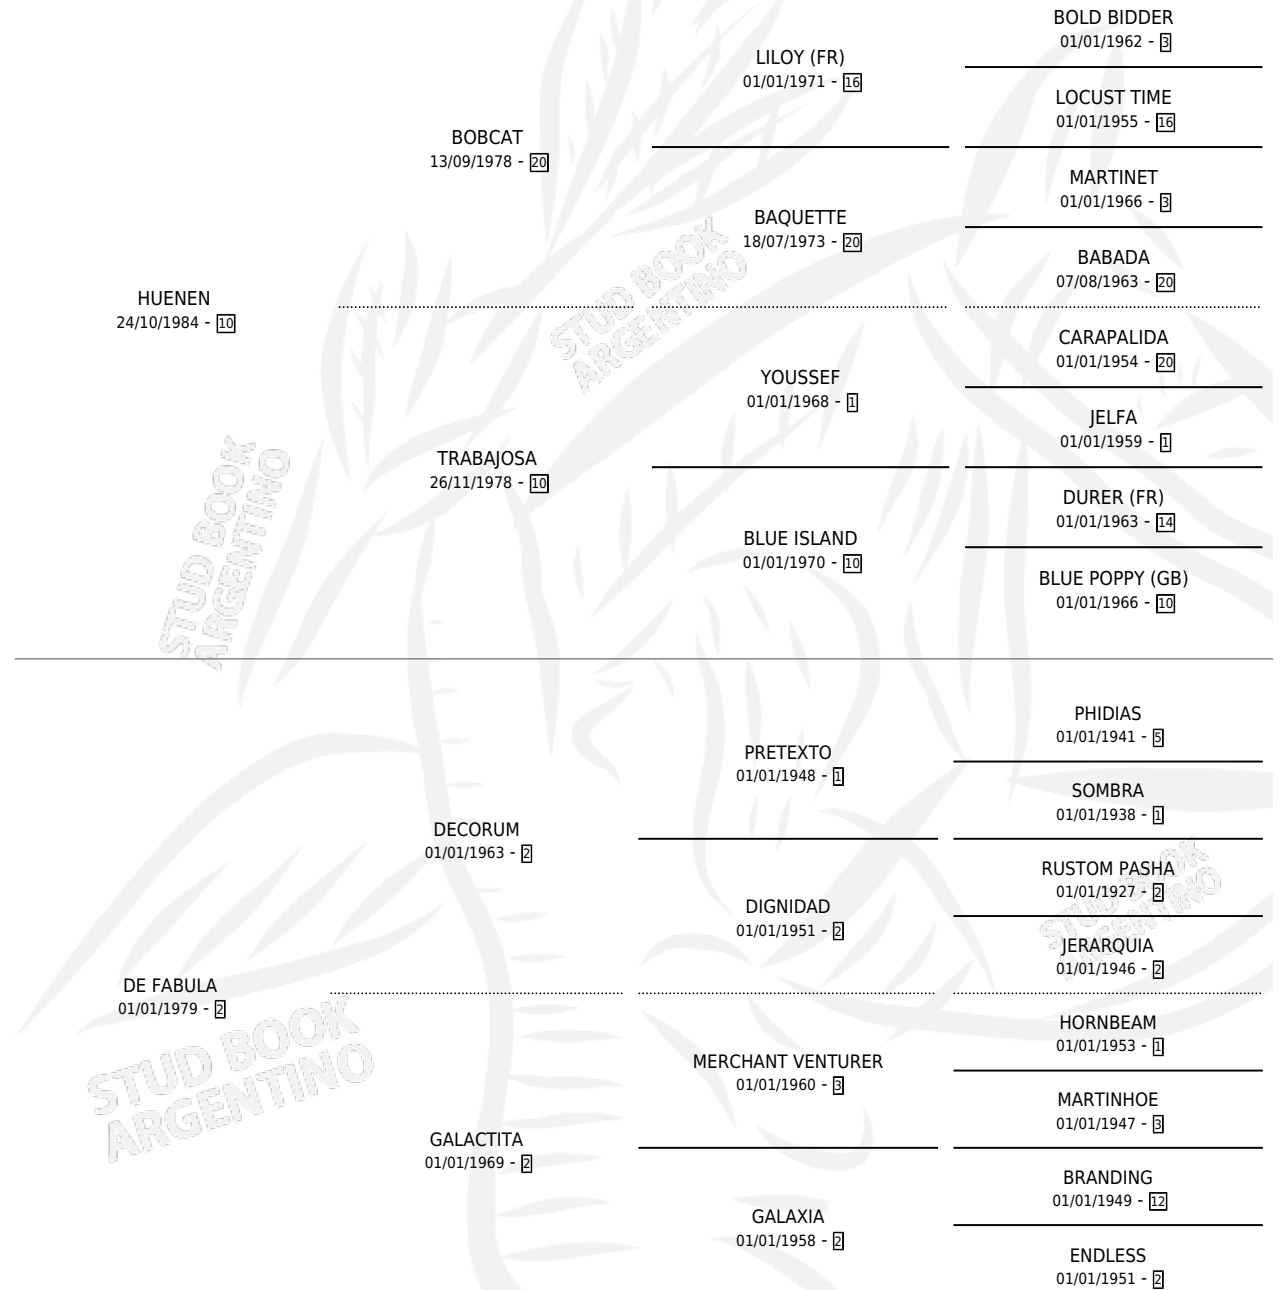 BOLD BIDDER
01/01/1962 - 3
LILOY (FR)
01/01/1971 - 16
LOCUST TIME
01/01/1955 - 16
BOBCAT
13/09/1978 - 20
MARTINET
01/01/1966 - 3
BAQUETTE
18/07/1973 - 20
BABADA
07/08/1963 - 20
HUENEN
24/10/1984 - 10
CARAPALIDA
01/01/1954 - 20
YOUSSEF
01/01/1968 - 1
JELFA
01/01/1959 - 1
TRABAJOSA
26/11/1978 - 10
DURER (FR)
01/01/1963 - 14
BLUE ISLAND
01/01/1970 - 10
BLUE POPPY (GB)
01/01/1966 - 10
STUD BOOK
ARGENTINO
STUD BOOK
ARGENTINO
PHIDIAS
01/01/1941 - 5
PRETEXTO
01/01/1948 - 1
SOMBRA
01/01/1938 - 1
DECORUM
01/01/1963 - 2
RUSTOM PASHA
01/01/1927 - 2
DIGNIDAD
01/01/1951 - 2
JERARQUIA
01/01/1946 - 2
DE FABULA
01/01/1979 - 2
HORNBEAM
01/01/1953 - 1
MERCHANT VENTURER
01/01/1960 - 3
MARTINHOE
01/01/1947 - 3
GALACTITA
01/01/1969 - 2
BRANDING
01/01/1949 - 12
GALAXIA
01/01/1958 - 2
ENDLESS
01/01/1951 - 2
STUD BOOK
ARGENTINO
STUD BOOK
ARGENTINO